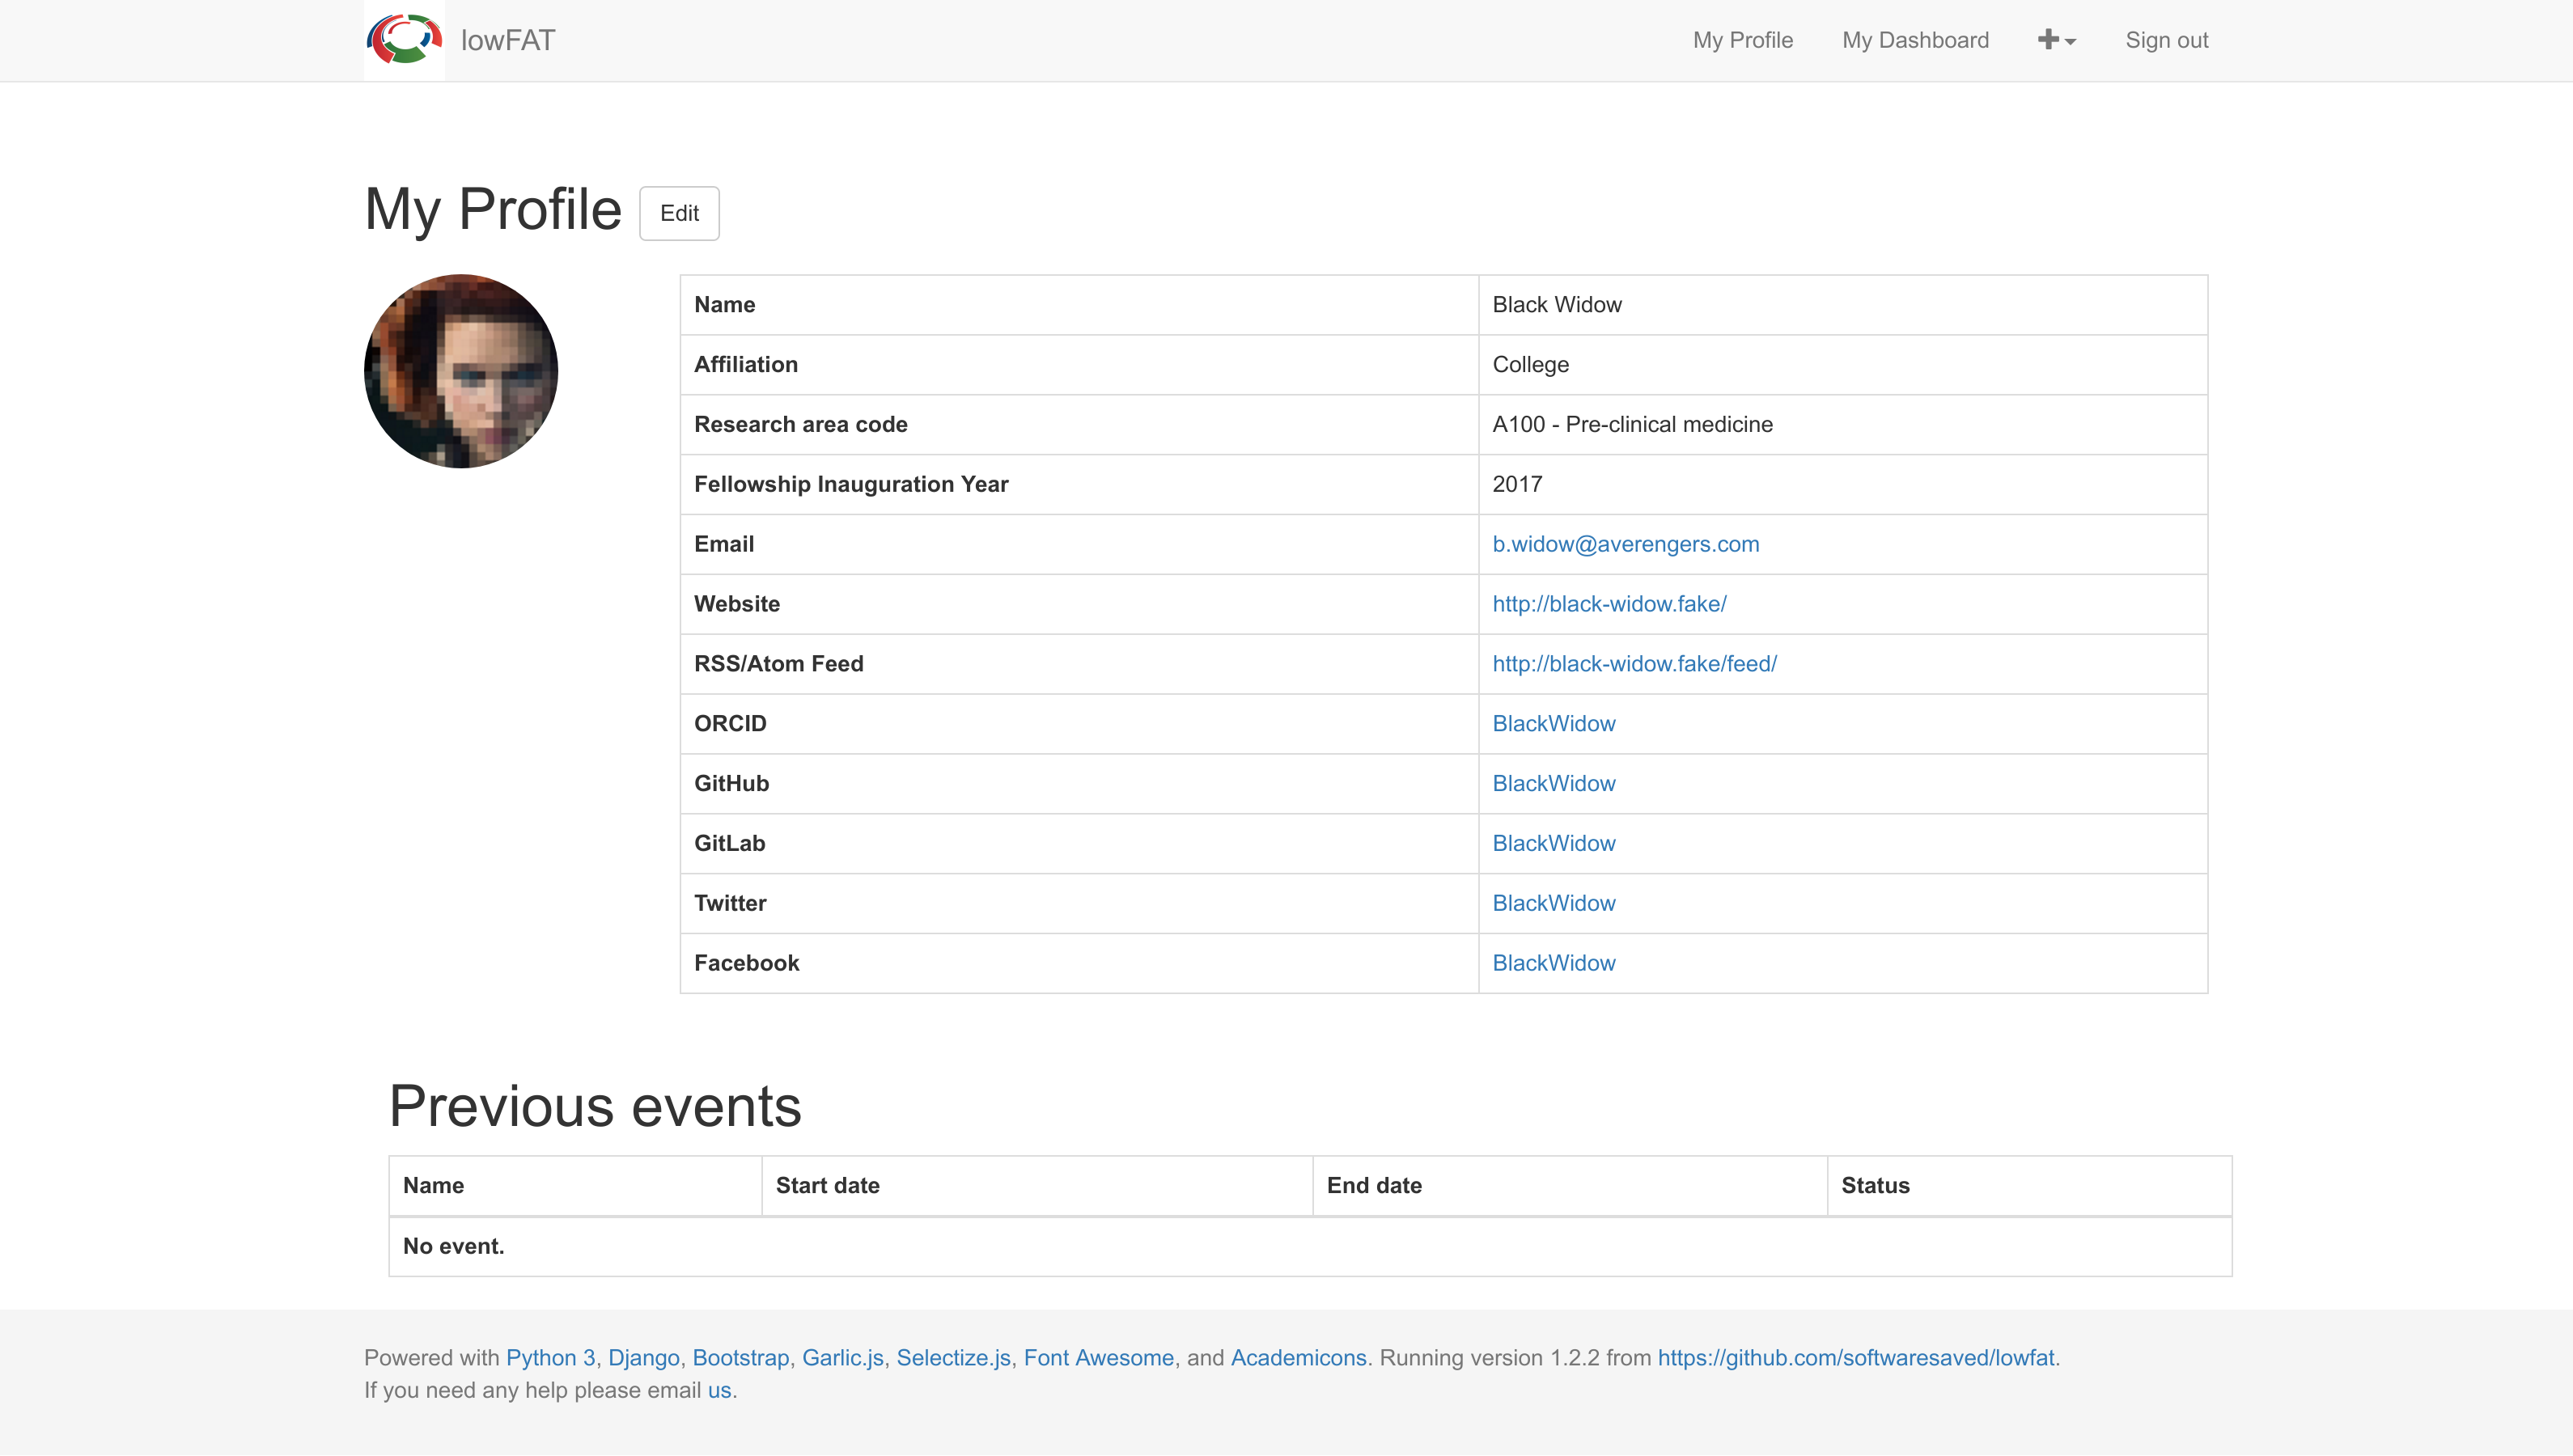 lowFAT My Profile My Dashboard Sign out
My Profile Edit
Name Black Widow
Affiliation College
Research area code A100 - Pre-clinical medicine
Fellowship Inauguration Year 2017
Email b.widow@averengers.com
Website http://black-widow.fake/
RSS/Atom Feed http://black-widow.fake/feed/
ORCID BlackWidow
GitHub BlackWidow
GitLab BlackWidow
Twitter BlackWidow
Facebook BlackWidow
Previous events
Name Start date End date Status
No event.
Powered with Python 3, Django, Bootstrap, Garlic.js, Selectize.js, Font Awesome, and Academicons. Running version 1.2.2 from https://github.com/softwaresaved/lowfat.
If you need any help please email us.